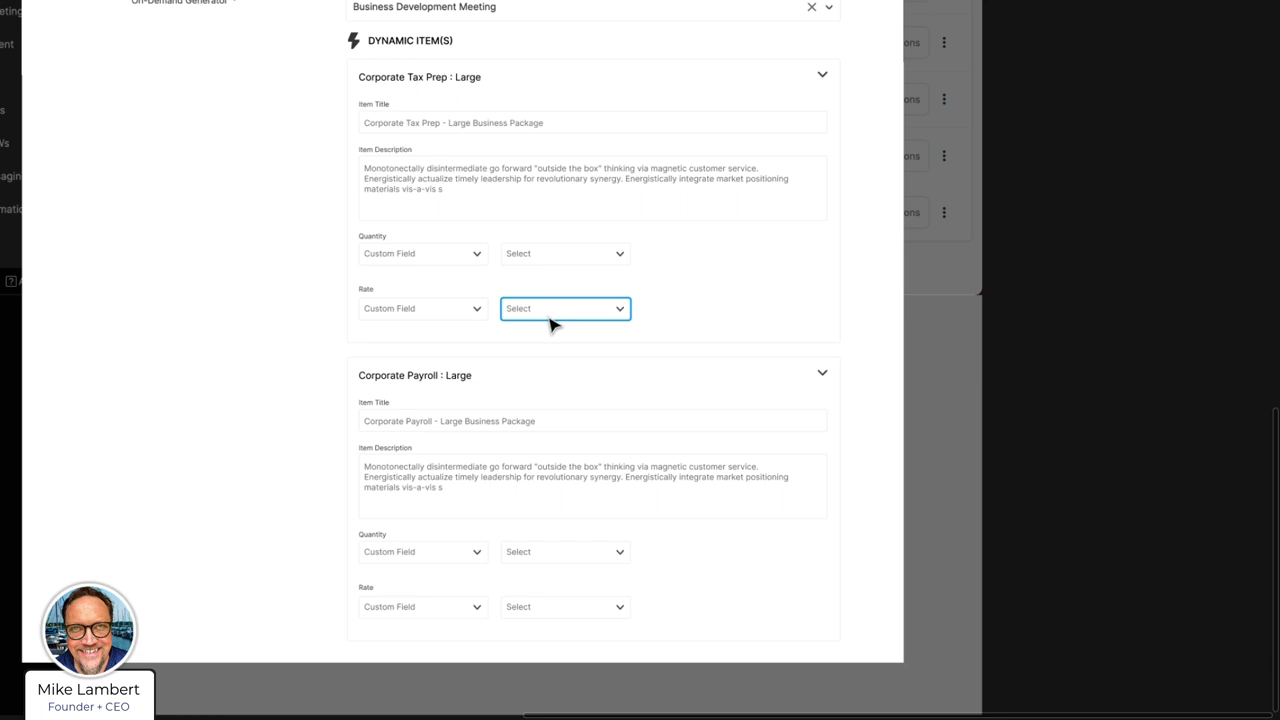 On-Demand Generator
Business Development Meeting
DYNAMIC ITEM(S)
Corporate Tax Prep : Large
Item Title
Corporate Tax Prep - Large Business Package
Item Description
Monotonectally disintermediate go forward "outside the box" thinking via magnetic customer service.
Energistically actualize timely leadership for revolutionary synergy. Energistically integrate market positioning
materials vis-a-vis s
Quantity
Custom Field Select
Rate
Custom Field Select
Corporate Payroll : Large
Item Title
Corporate Payroll - Large Business Package
Item Description
Monotonectally disintermediate go forward "outside the box" thinking via magnetic customer service.
Energistically actualize timely leadership for revolutionary synergy. Energistically integrate market positioning
materials vis-a-vis s
Quantity
Custom Field Select
Rate
Custom Field Select
Mike Lambert
Founder + CEO